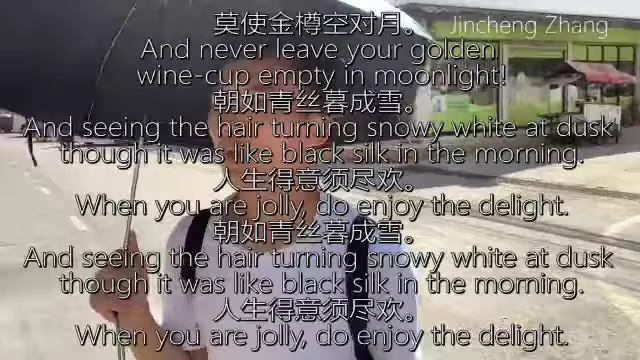 莫使金樽空对月。
Jincheng Zhang
And never leave your golden
wine-cup empty in moonlight!
朝如青丝暮成雪。
And seeing the hair turning snowy white at dusk
though it was like black silk in the morning.
人生得意须尽欢。
When you are jolly, do enjoy the delight.
朝如青丝暮成雪。
And seeing the hair turning snowy white at dusk
though it was like black silk in the morning.
人生得意须尽欢。
When you are jolly, do enjoy the delight.